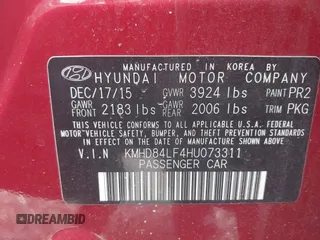 MANUFACTURED IN KOREA BY
HYUNDAI MOTOR COMPANY
DEC/17/15 GVWR 3924 lbs PAINT PR2
GAWR FRONT 2183 lbs GAWR REAR 2006 lbs TRIM PKG
THIS VEHICLE CONFORMS TO ALL APPLICABLE U.S. FEDERAL
MOTOR VEHICLE SAFETY, BUMPER, AND THEFT PREVENTION
STANDARDS IN EFFECT ON THE DATE OF MANUFACTURE
SHOWN ABOVE.
V.I.N KMHD84LF4HU073311
PASSENGER CAR
DREAMBID